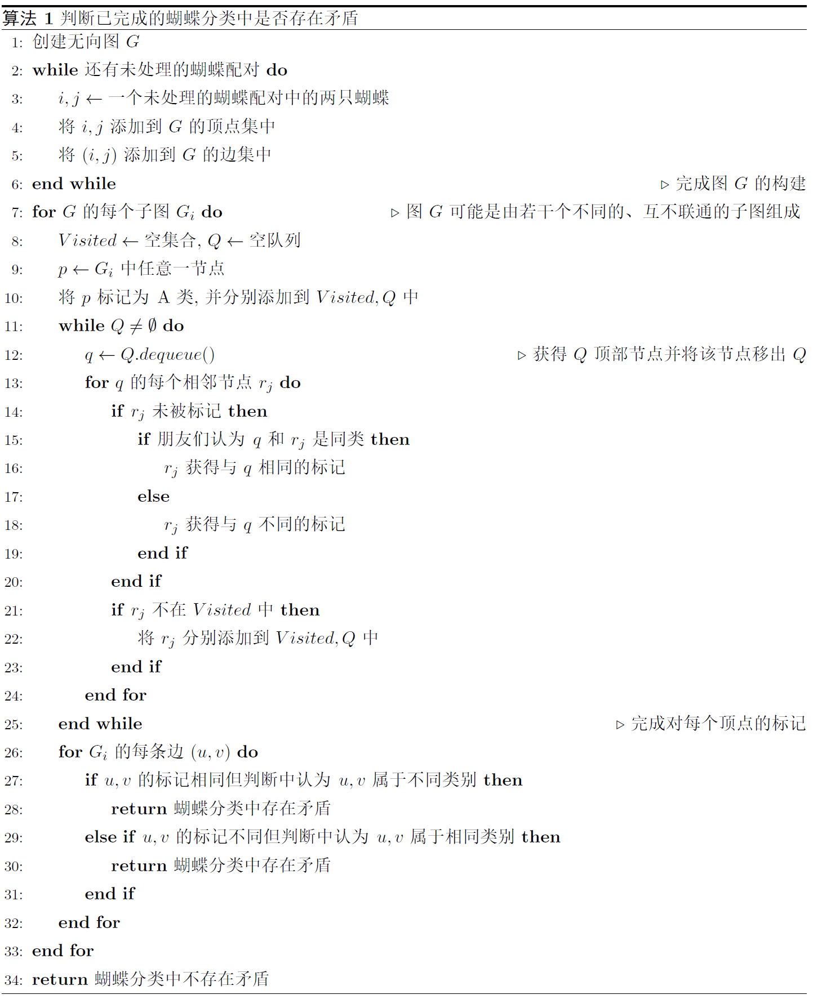 算法 1 判断已完成的蝴蝶分类中是否存在矛盾
1: 创建无向图 G
2: while 还有未处理的蝴蝶配对 do
3: i, j ← 一个未处理的蝴蝶配对中的两只蝴蝶
4: 将 i, j 添加到 G 的顶点集中
5: 将 (i, j) 添加到 G 的边集中
6: end while ▷ 完成图 G 的构建
7: for G 的每个子图 G_i do ▷ 图 G 可能是由若干个不同的、互不联通的子图组成
8: Visited ← 空集合, Q ← 空队列
9: p ← G_i 中任意一节点
10: 将 p 标记为 A 类, 并分别添加到 Visited, Q 中
11: while Q ≠ ∅ do
12: q ← Q.dequeue() ▷ 获得 Q 顶部节点并将该节点移出 Q
13: for q 的每个相邻节点 r_j do
14: if r_j 未被标记 then
15: if 朋友们认为 q 和 r_j 是同类 then
16: r_j 获得与 q 相同的标记
17: else
18: r_j 获得与 q 不同的标记
19: end if
20: end if
21: if r_j 不在 Visited 中 then
22: 将 r_j 分别添加到 Visited, Q 中
23: end if
24: end for
25: end while ▷ 完成对每个顶点的标记
26: for G_i 的每条边 (u, v) do
27: if u, v 的标记相同但判断中认为 u, v 属于不同类别 then
28: return 蝴蝶分类中存在矛盾
29: else if u, v 的标记不同但判断中认为 u, v 属于相同类别 then
30: return 蝴蝶分类中存在矛盾
31: end if
32: end for
33: end for
34: return 蝴蝶分类中不存在矛盾